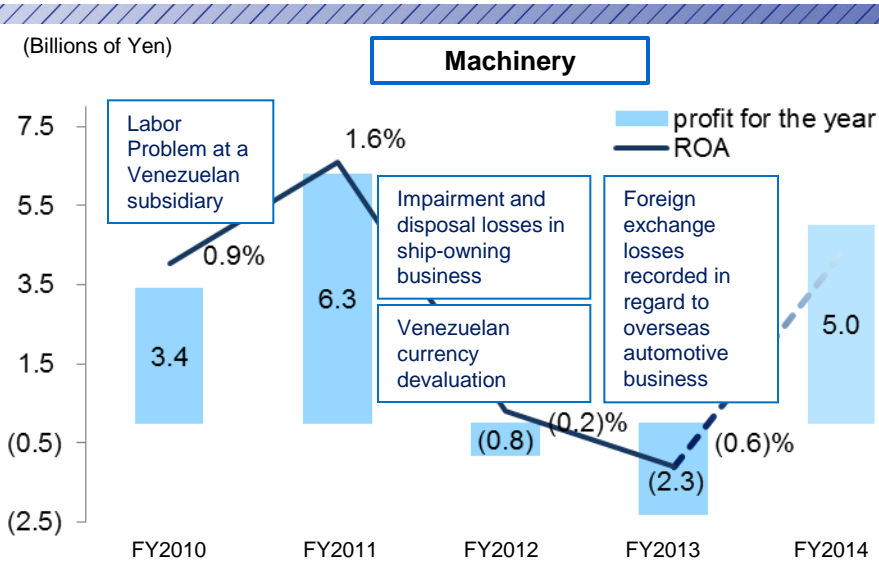 (Billions of Yen)
Machinery
7.5
5.5
3.5
1.5
(0.5)
(2.5)
Labor
Problem at a
Venezuelan
subsidiary
1.6%
profit for the year
ROA
Impairment and
disposal losses in
ship-owning
business
Foreign
exchange
losses
recorded in
regard to
overseas
automotive
business
0.9%
6.3
3.4
Venezuelan
currency
devaluation
5.0
(0.2)%
(0.8)
(0.6)%
(2.3)
FY2010
FY2011
FY2012
FY2013
FY2014